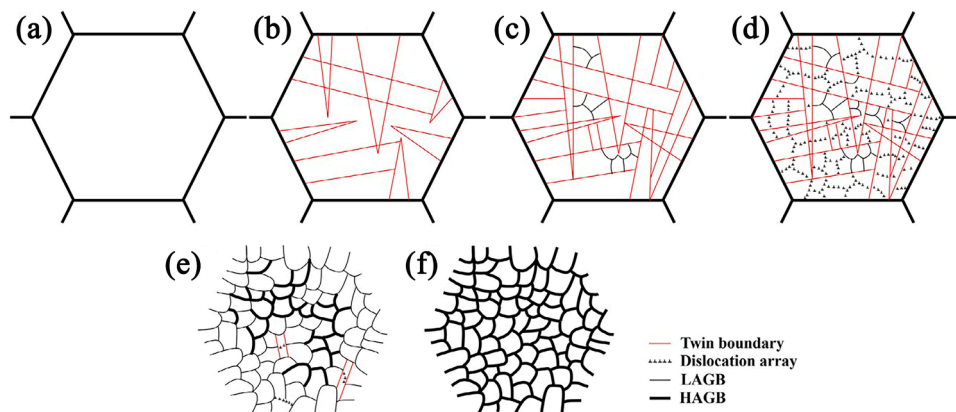 (a)
(b)
(c)
(d)
(e)
(f)
Twin boundary
Dislocation array
LAGB
HAGB